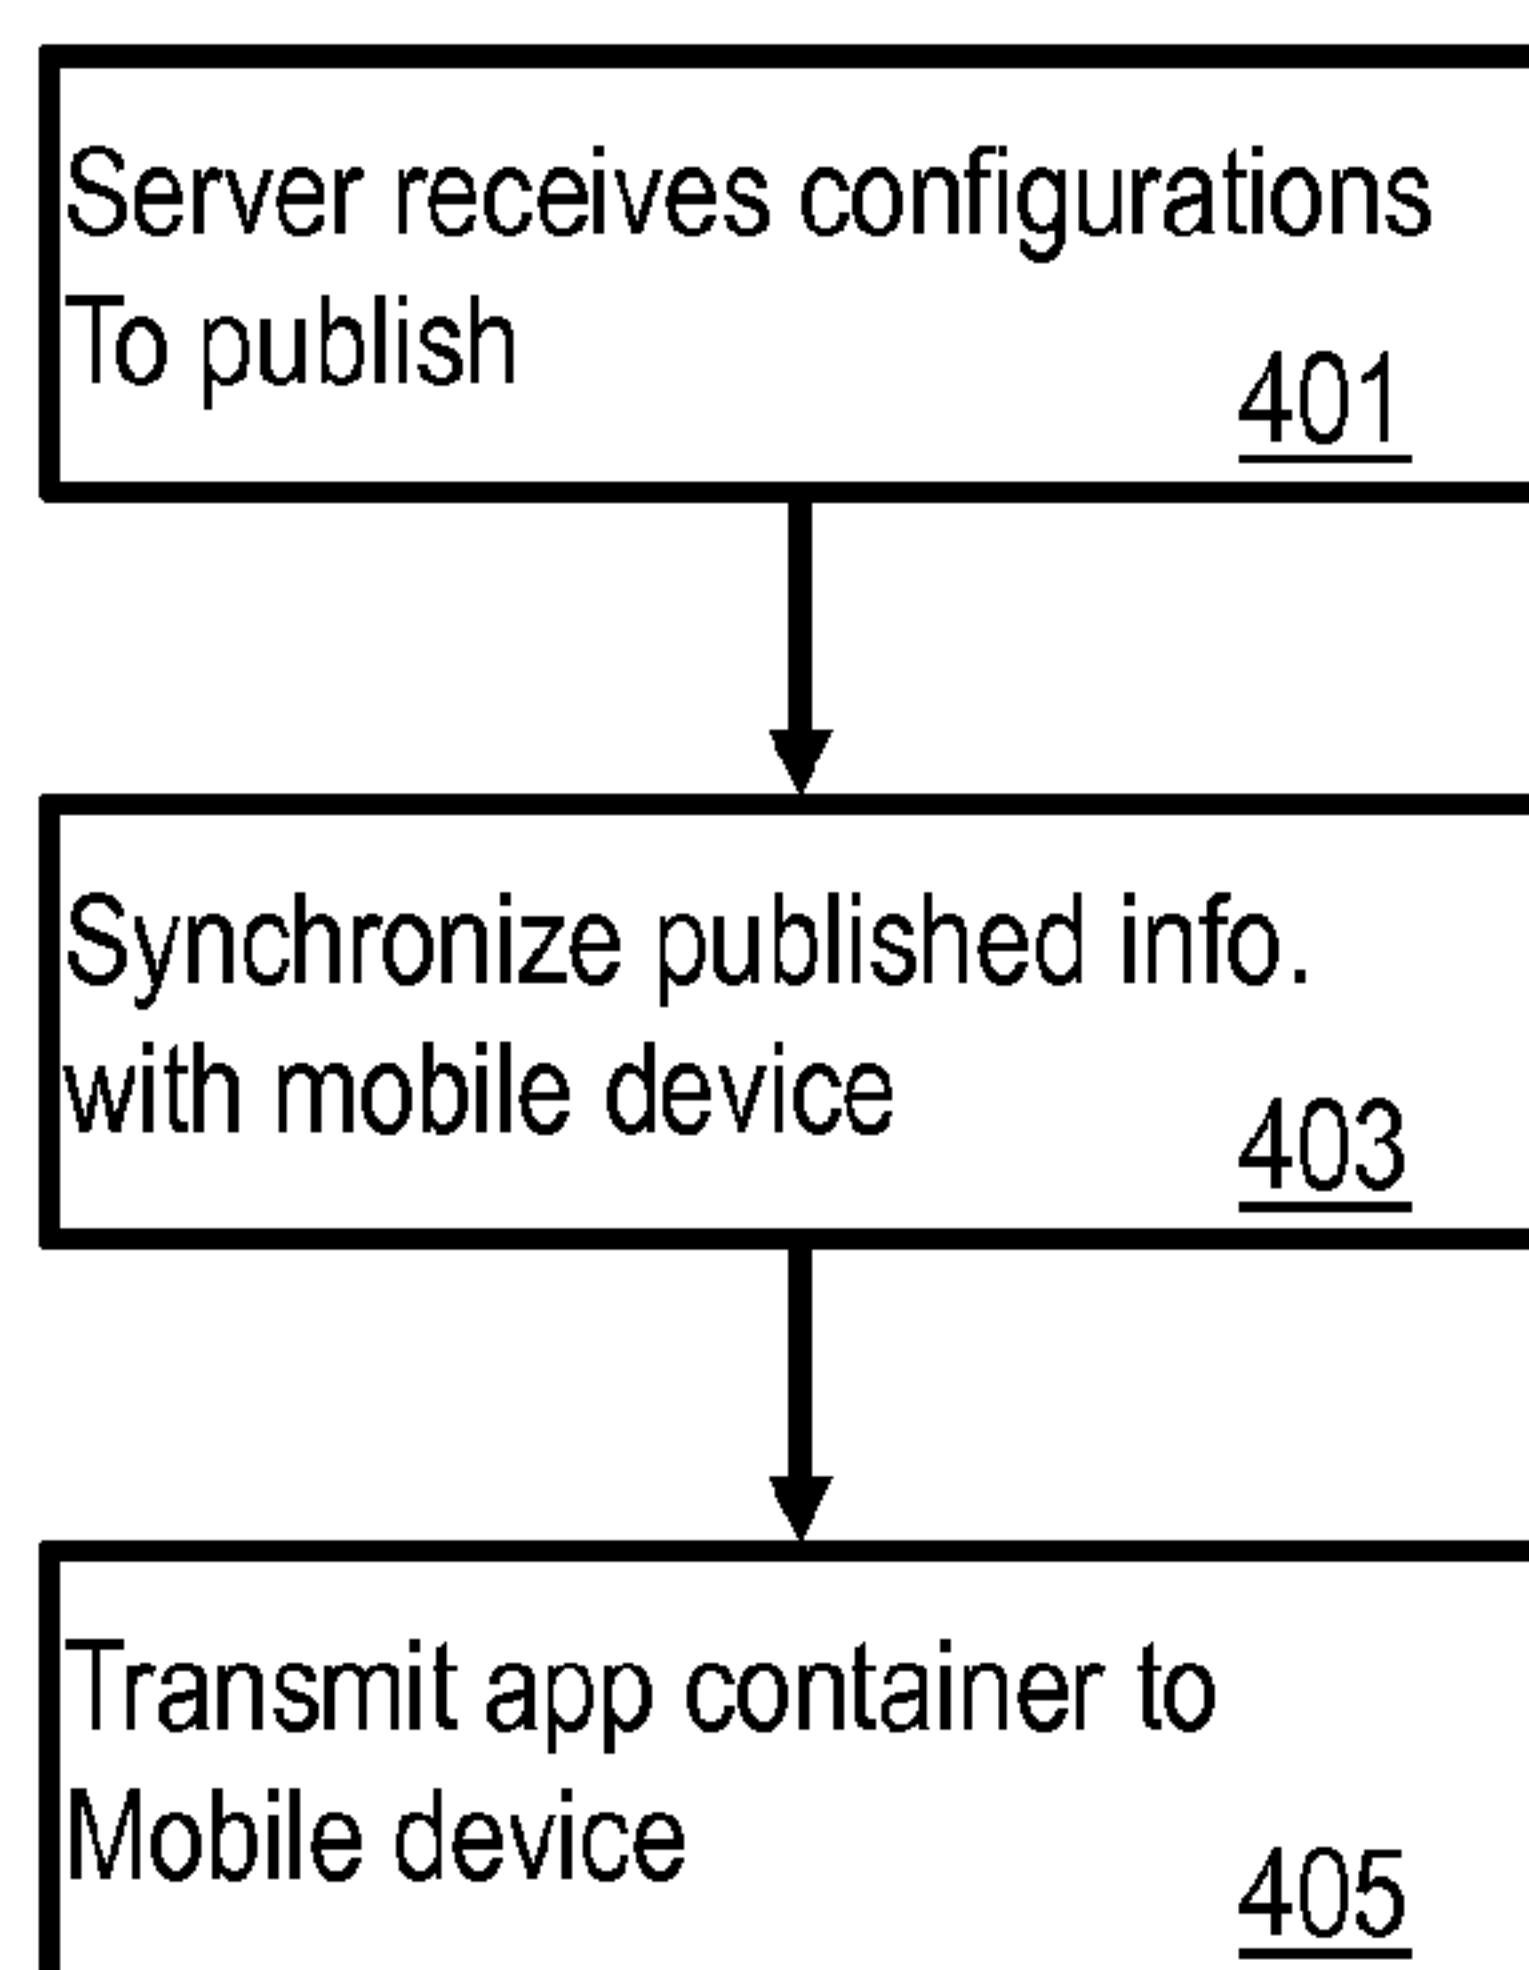 Server receives configurations
To publish
401
Synchronize published info.
with mobile device
403
Transmit app container to
Mobile device
405